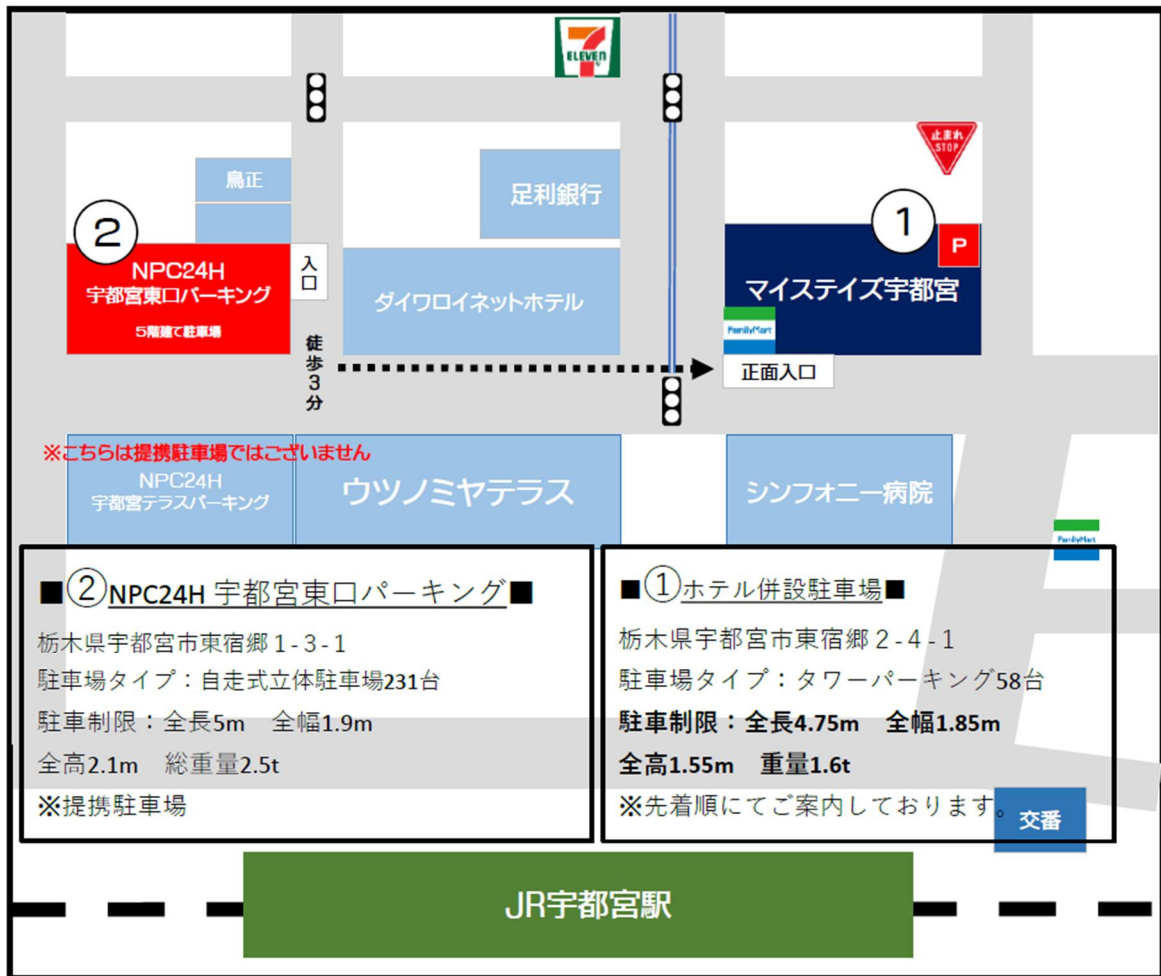 7
ELEVEN
止まれ
STOP
鳥正
足利銀行
②
①
P
NPC24H
宇都宮東口パーキング
5階建て駐車場
入口
ダイワロイネットホテル
マイステイズ宇都宮
FamilyMart
徒歩3分
正面入口
※こちらは提携駐車場ではございません
NPC24H
宇都宮テラスパーキング
ウツノミヤテラス
シンフォニー病院
FamilyMart
■②NPC24H 宇都宮東口パーキング■
栃木県宇都宮市東宿郷1-3-1
駐車場タイプ：自走式立体駐車場231台
駐車制限：全長5m　全幅1.9m
全高2.1m　総重量2.5t
※提携駐車場
■①ホテル併設駐車場■
栃木県宇都宮市東宿郷2-4-1
駐車場タイプ：タワーパーキング58台
駐車制限：全長4.75m　全幅1.85m
全高1.55m　重量1.6t
※先着順にてご案内しております。
交番
JR宇都宮駅